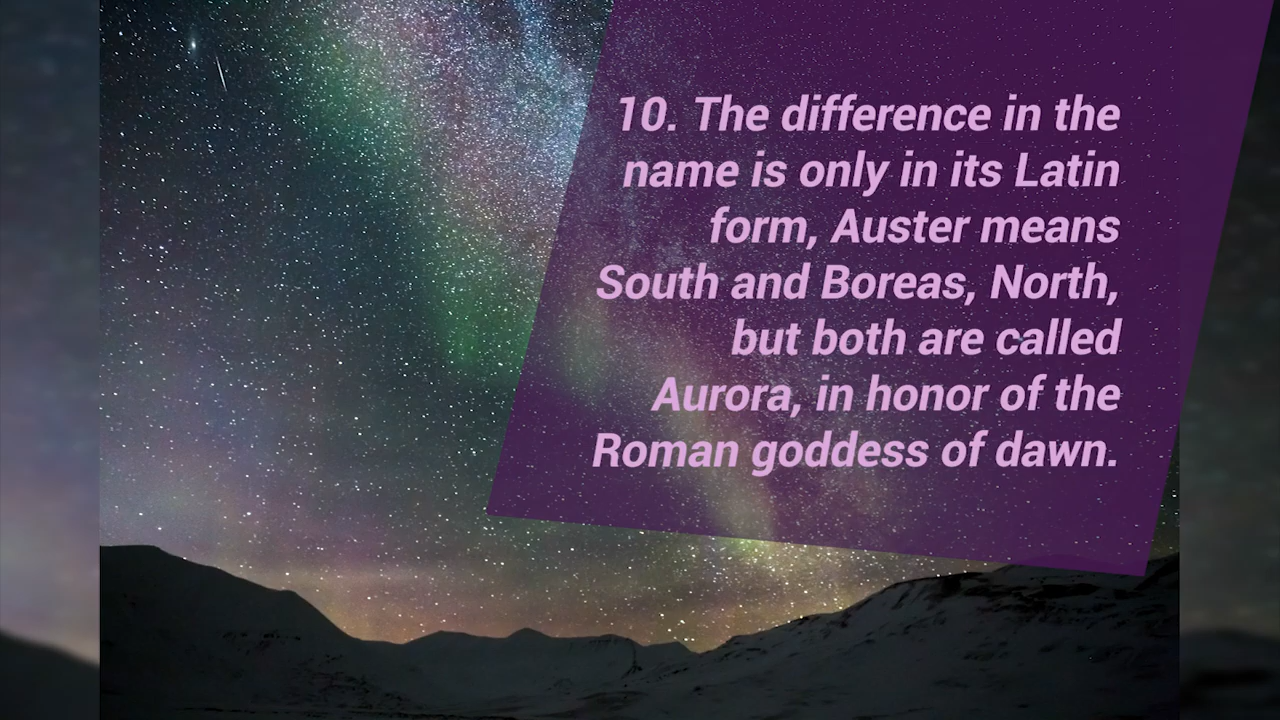 10. The difference in the
name is only in its Latin
form, Auster means
South and Boreas, North,
but both are called
Aurora, in honor of the
Roman goddess of dawn.